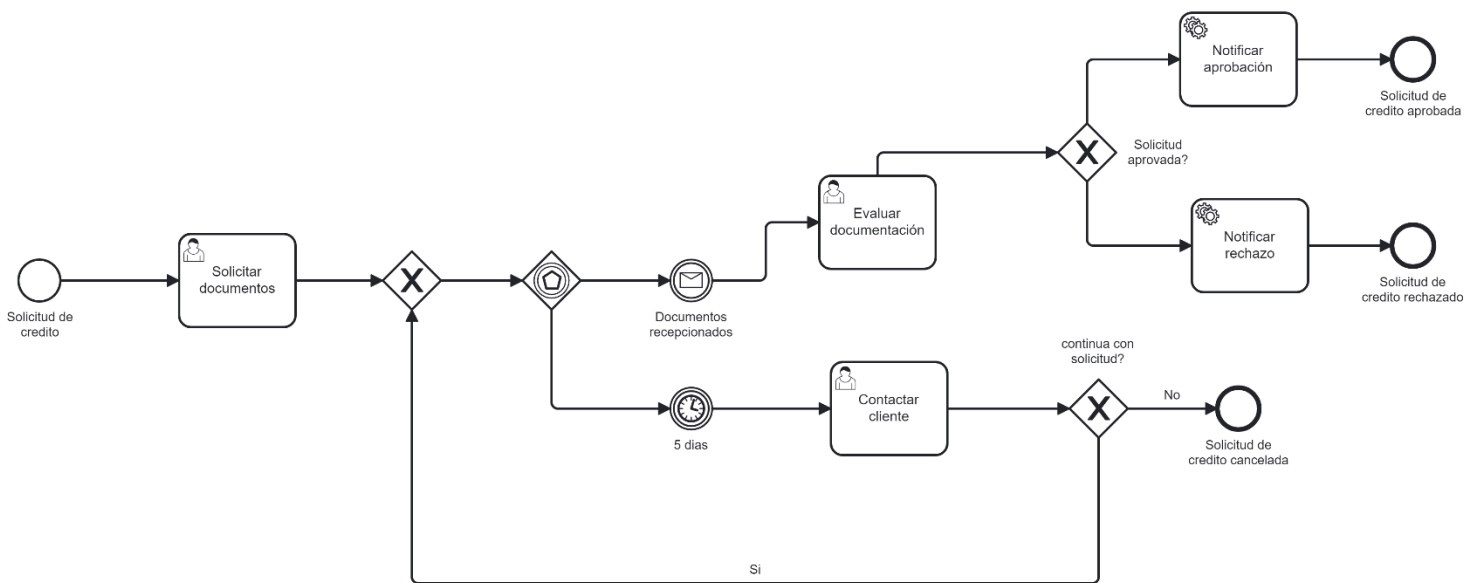 Notificar
aprobación
Solicitud de
credito aprobada
Solicitud
aprovada?
Evaluar
documentación
Notificar
rechazo
Solicitud de
credito rechazado
Solicitar
documentos
Solicitud de
credito
Documentos
recepcionados
continua con
solicitud?
Contactar
cliente
No
5 dias
Solicitud de
credito cancelada
Si